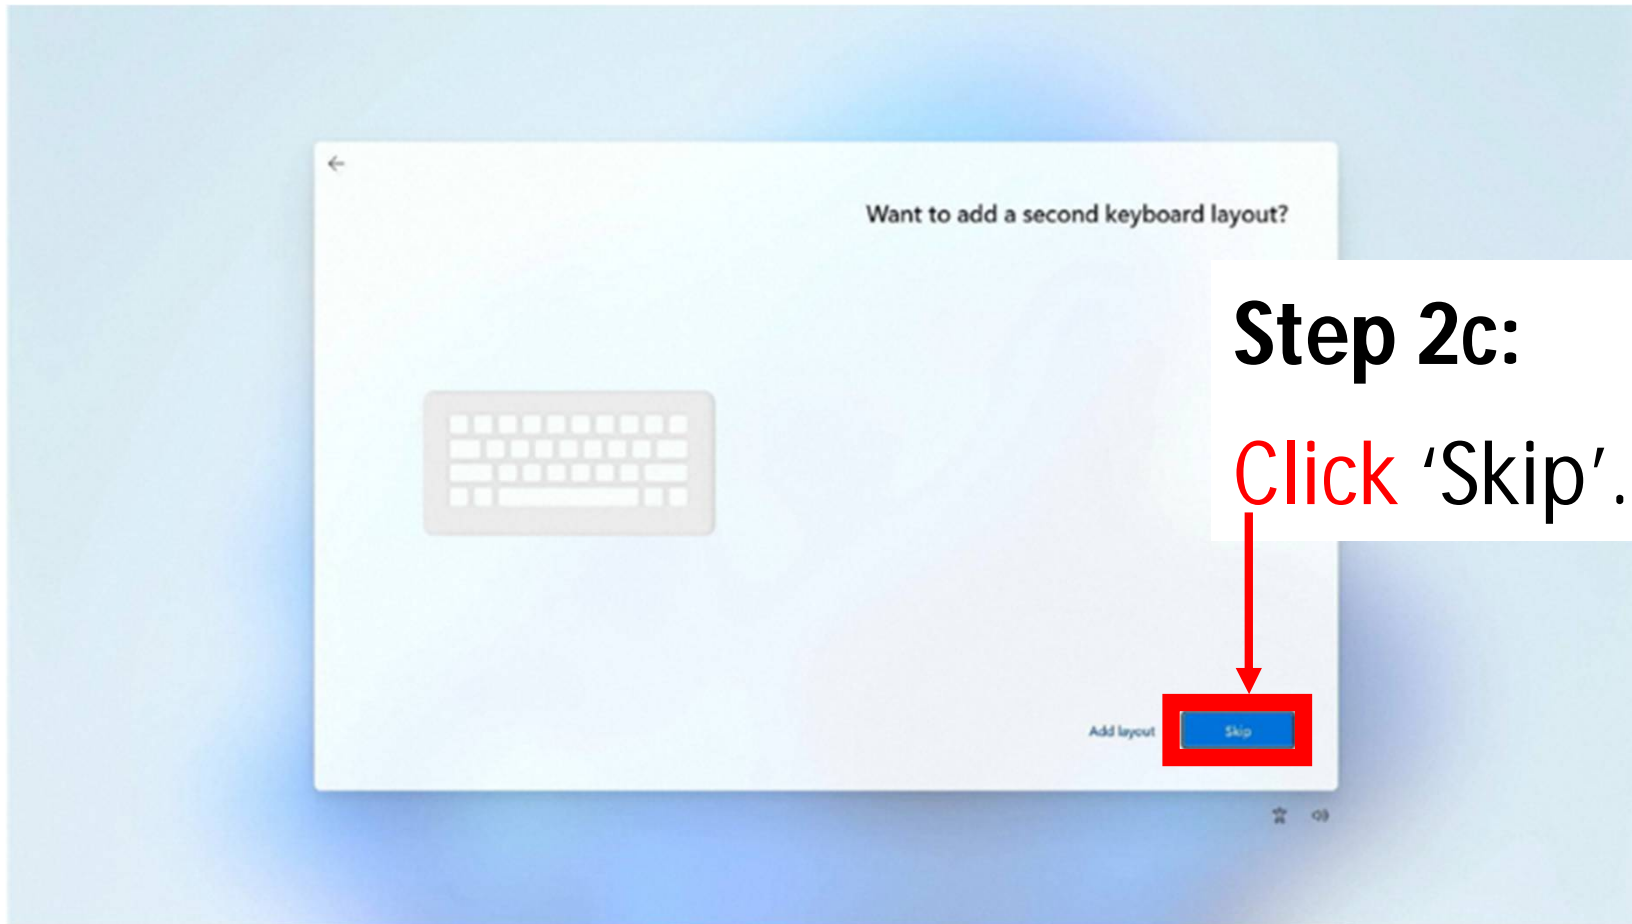 Want to add a second keyboard layout?
Step 2c:
Click ‘Skip’.
Add layout
Skip